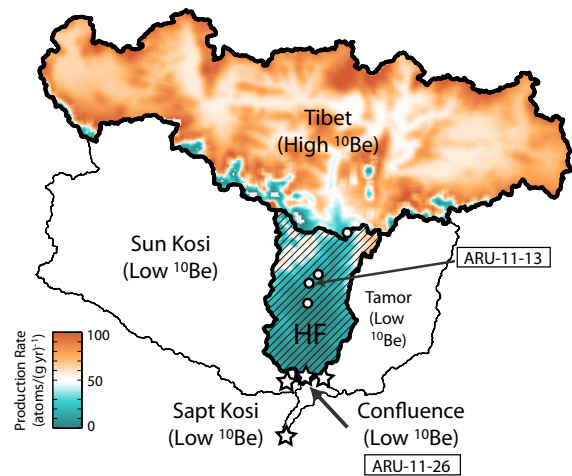 Tibet
(High ¹⁰Be)
Sun Kosi
(Low ¹⁰Be)
ARU-11-13
Tamor
(Low
¹⁰Be)
HF
Production Rate
(atoms/(g yr)⁻¹)
100
50
0
Sapt Kosi
(Low ¹⁰Be)
Confluence
(Low ¹⁰Be)
ARU-11-26